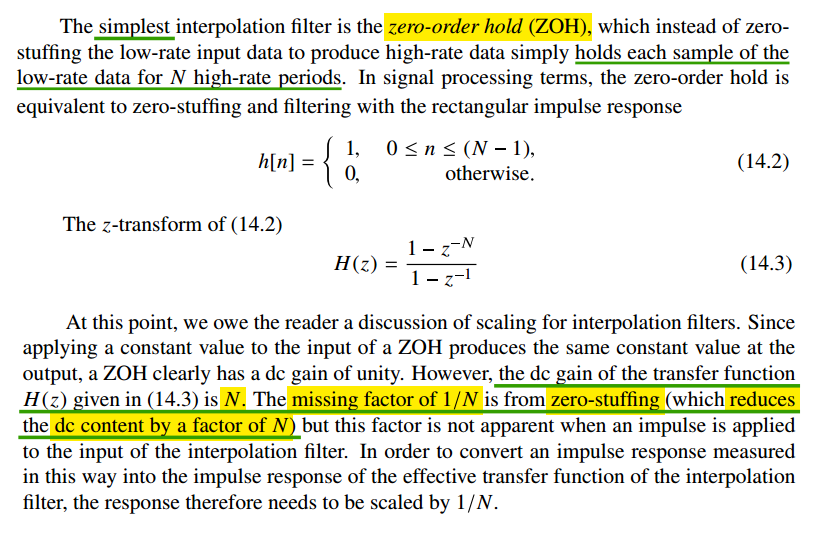 The simplest interpolation filter is the zero-order hold (ZOH), which instead of zero-
stuffing the low-rate input data to produce high-rate data simply holds each sample of the
low-rate data for N high-rate periods. In signal processing terms, the zero-order hold is
equivalent to zero-stuffing and filtering with the rectangular impulse response
h[n] = { 1, 0 ≤ n ≤ (N − 1),
0, otherwise. (14.2)
The z-transform of (14.2)
H(z) = (1 − z^{−N}) / (1 − z^{−1}) (14.3)
At this point, we owe the reader a discussion of scaling for interpolation filters. Since
applying a constant value to the input of a ZOH produces the same constant value at the
output, a ZOH clearly has a dc gain of unity. However, the dc gain of the transfer function
H(z) given in (14.3) is N. The missing factor of 1/N is from zero-stuffing (which reduces
the dc content by a factor of N) but this factor is not apparent when an impulse is applied
to the input of the interpolation filter. In order to convert an impulse response measured
in this way into the impulse response of the effective transfer function of the interpolation
filter, the response therefore needs to be scaled by 1/N.